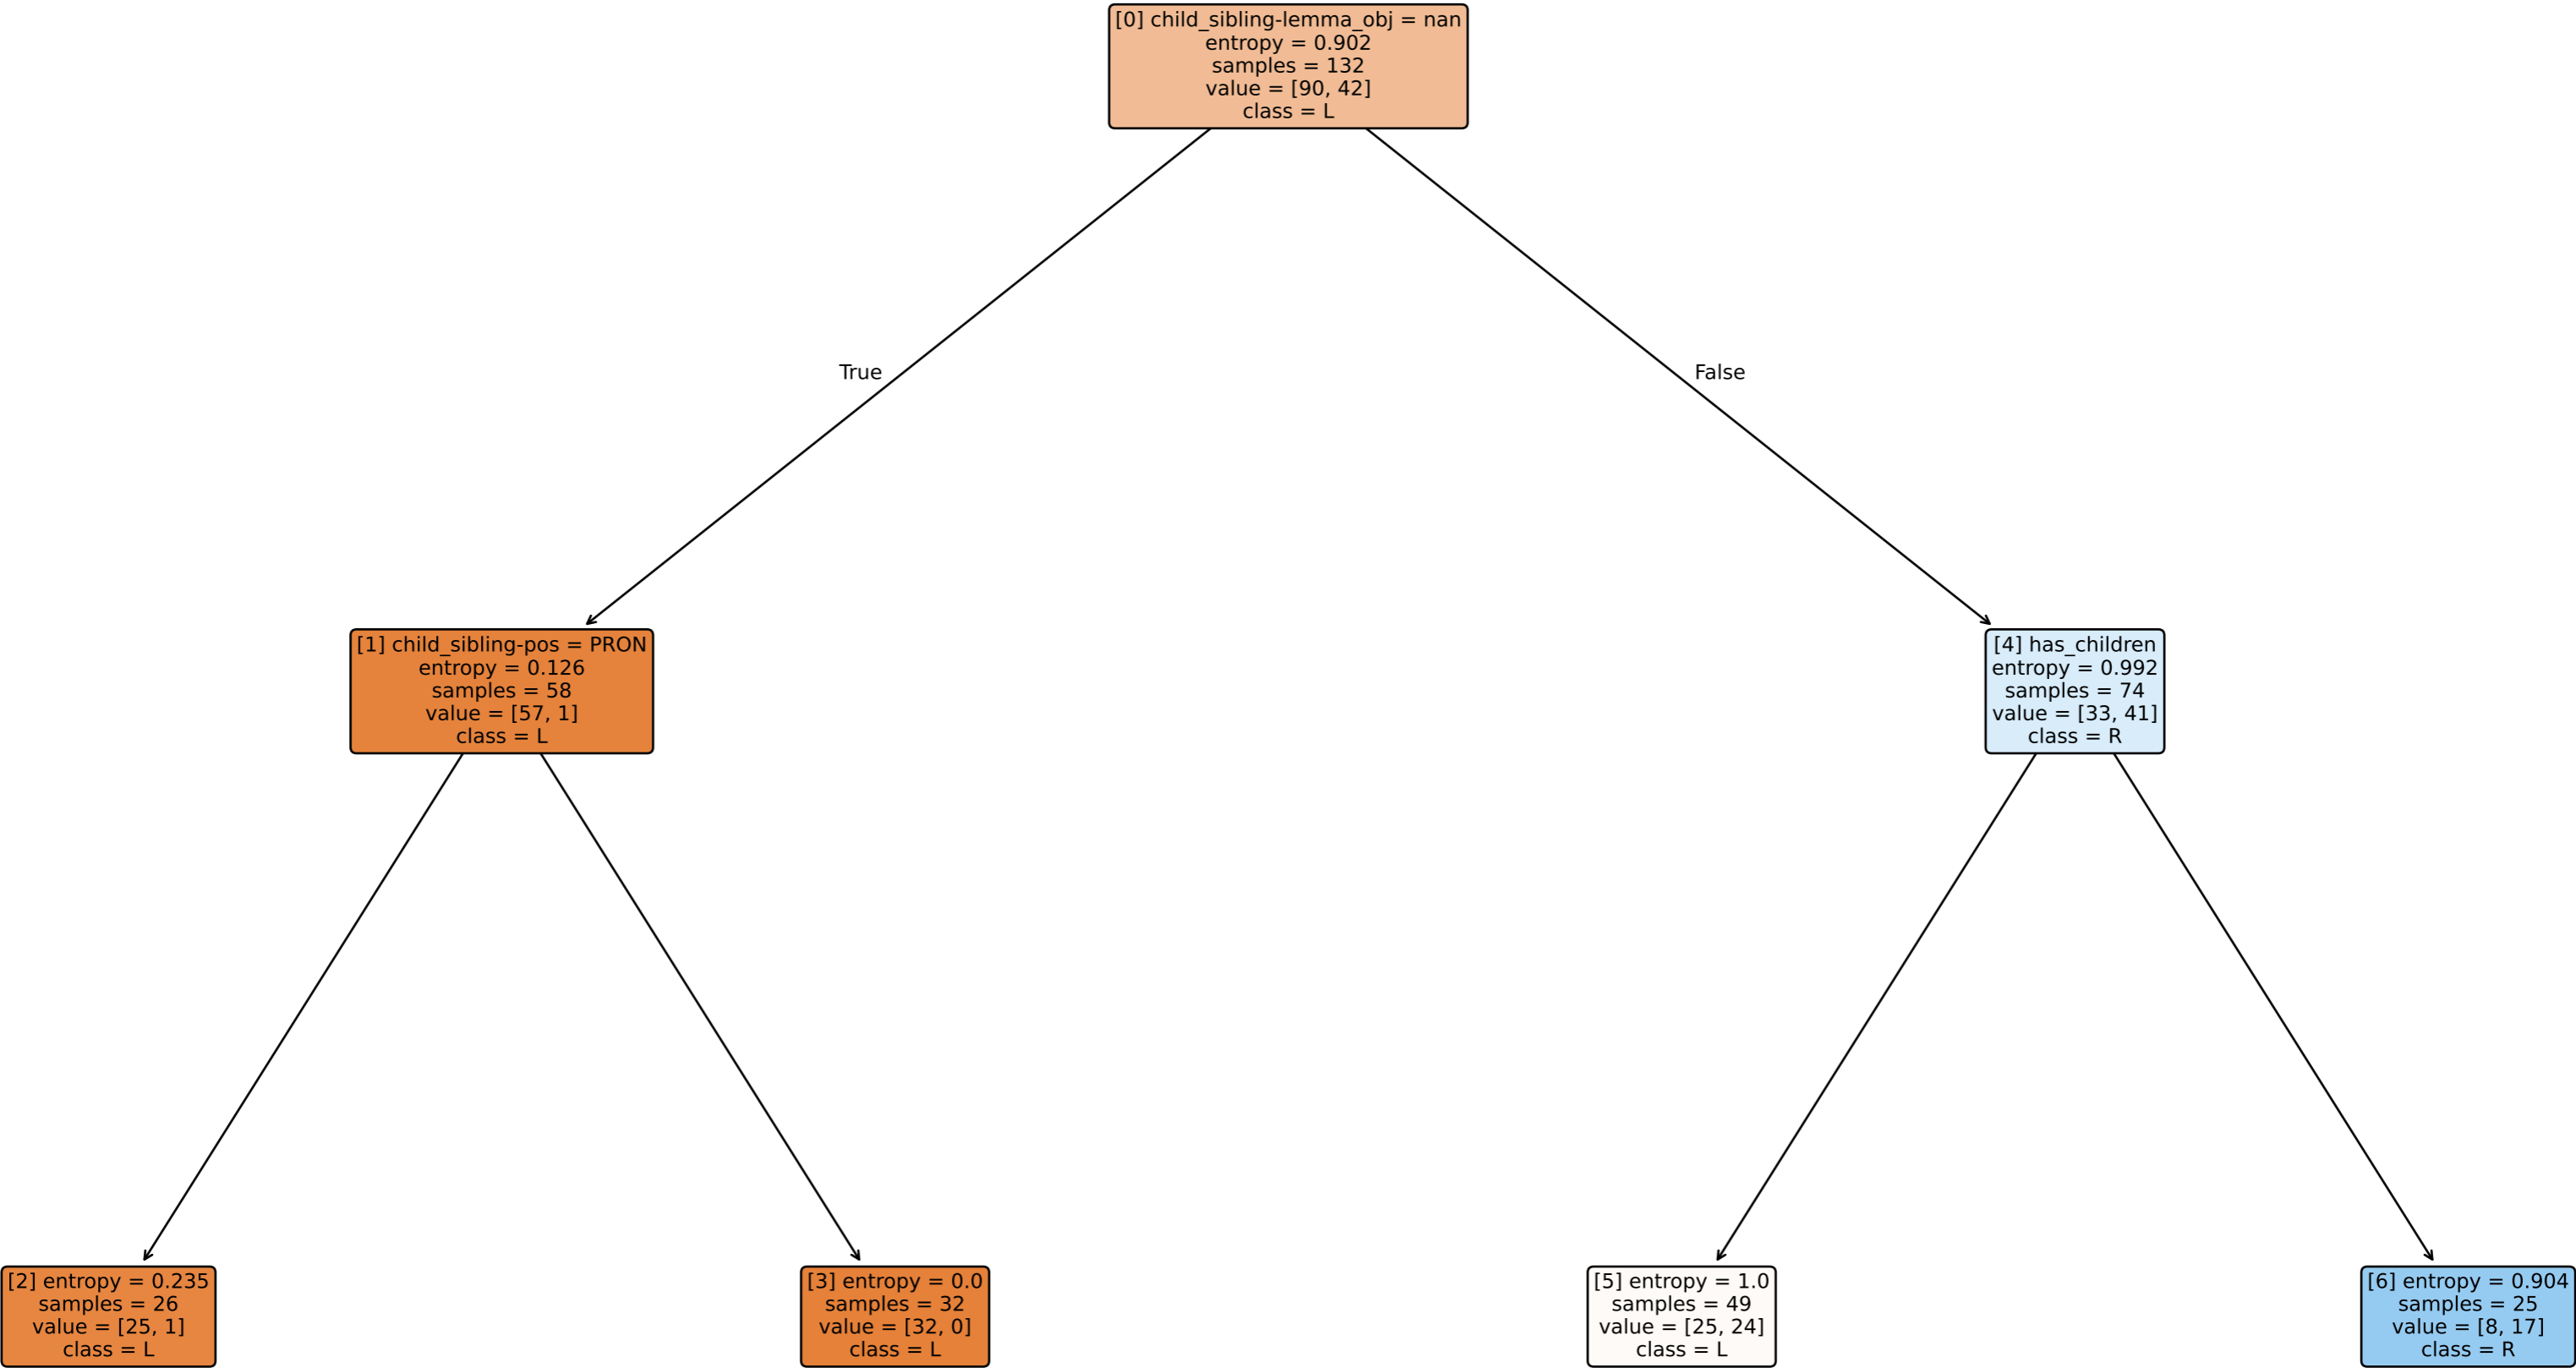 [0] child_sibling-lemma_obj = nan
entropy = 0.902
samples = 132
value = [90, 42]
class = L
True
False
[1] child_sibling-pos = PRON
entropy = 0.126
samples = 58
value = [57, 1]
class = L
[4] has_children
entropy = 0.992
samples = 74
value = [33, 41]
class = R
[2] entropy = 0.235
samples = 26
value = [25, 1]
class = L
[3] entropy = 0.0
samples = 32
value = [32, 0]
class = L
[5] entropy = 1.0
samples = 49
value = [25, 24]
class = L
[6] entropy = 0.904
samples = 25
value = [8, 17]
class = R